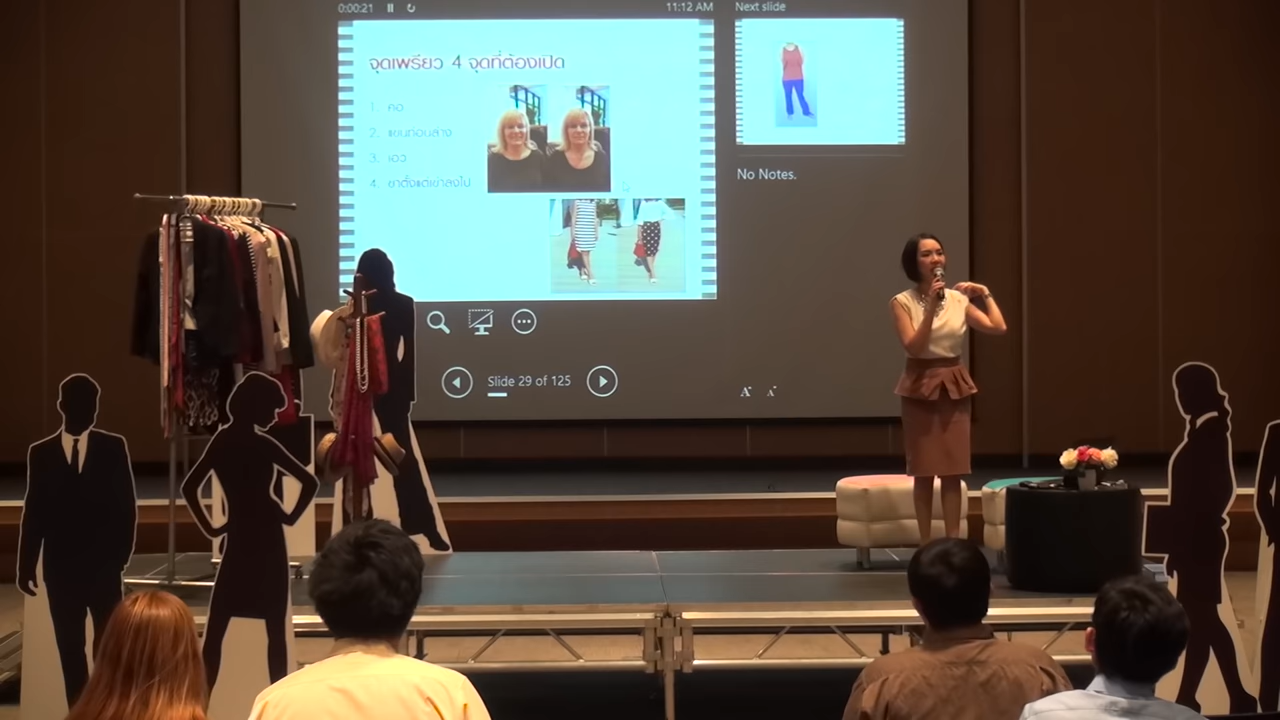 0:00:21
11:12 AM
Next slide
จุดเพรียว 4 จุดที่ต้องเปิด
1. คอ
2. แขนท่อนล่าง
3. เอว
4. ขาตั้งแต่เข่าลงไป
No Notes.
Slide 29 of 125
A A